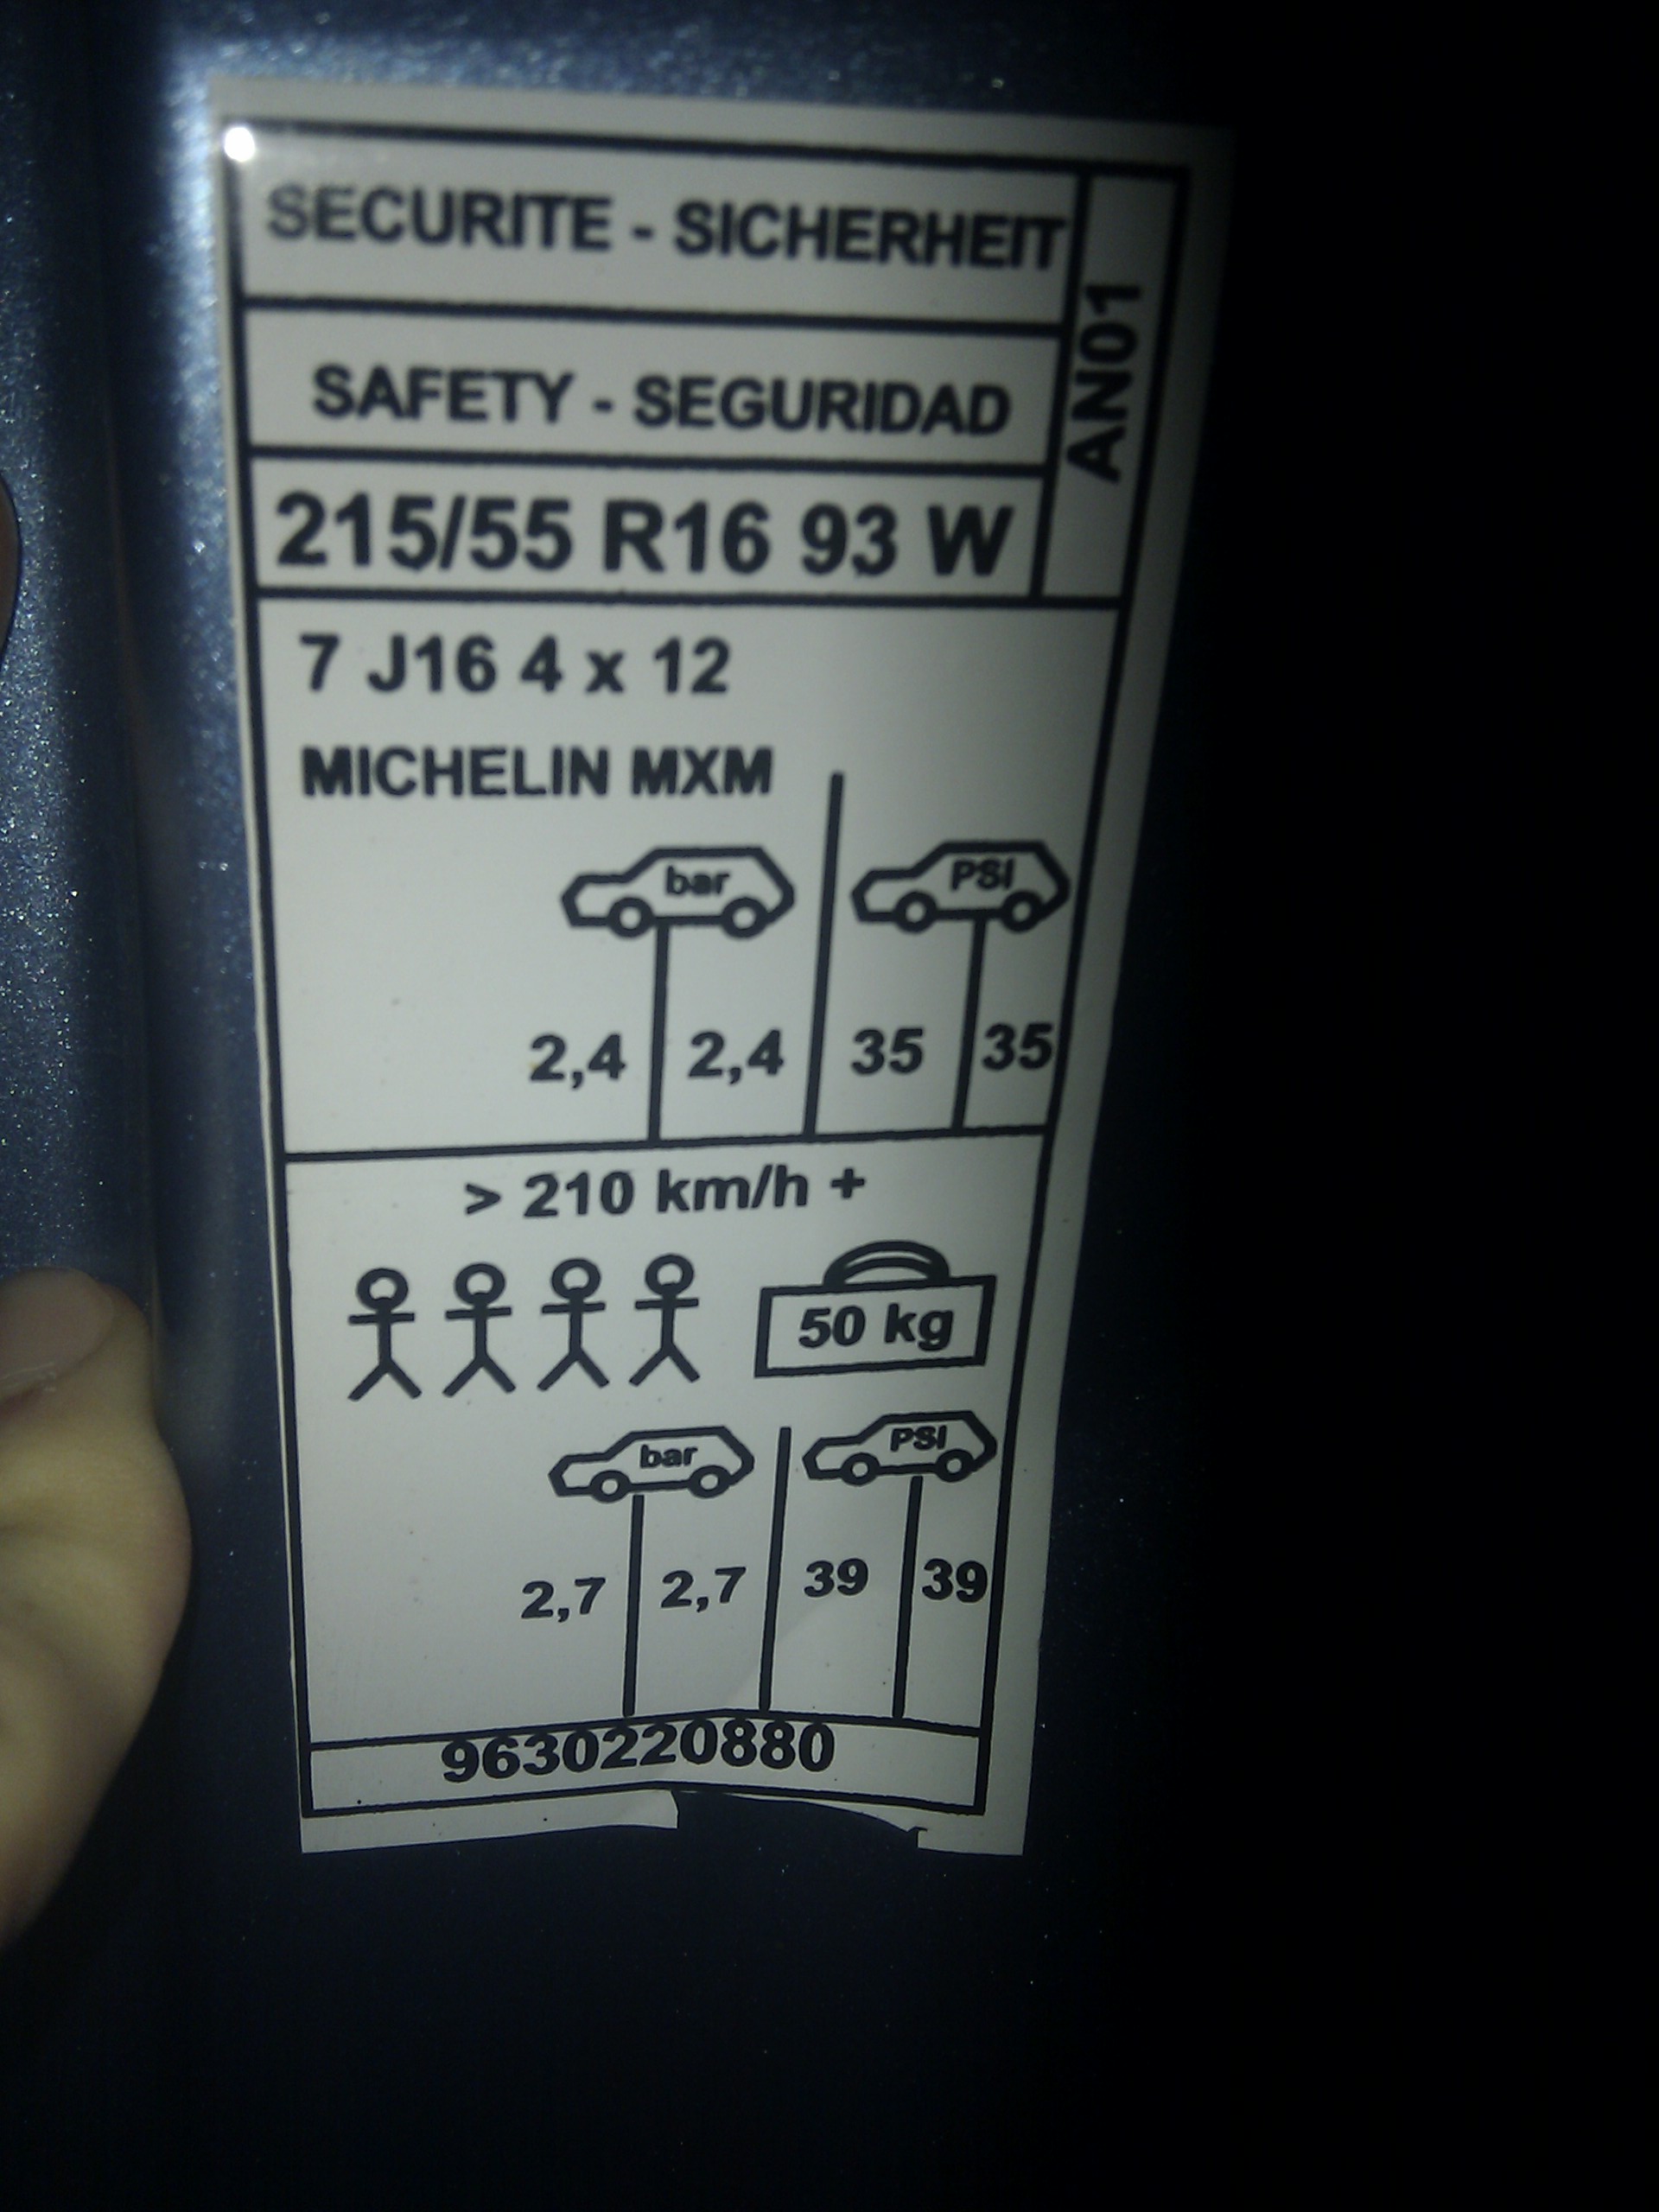 SECURITE - SICHERHEIT
AN01
SAFETY - SEGURIDAD
215/55 R16 93 W
7 J16 4 x 12
MICHELIN MXM
bar PSI
2,4 2,4 35 35
> 210 km/h +
50 kg
bar PSI
2,7 2,7 39 39
9630220880